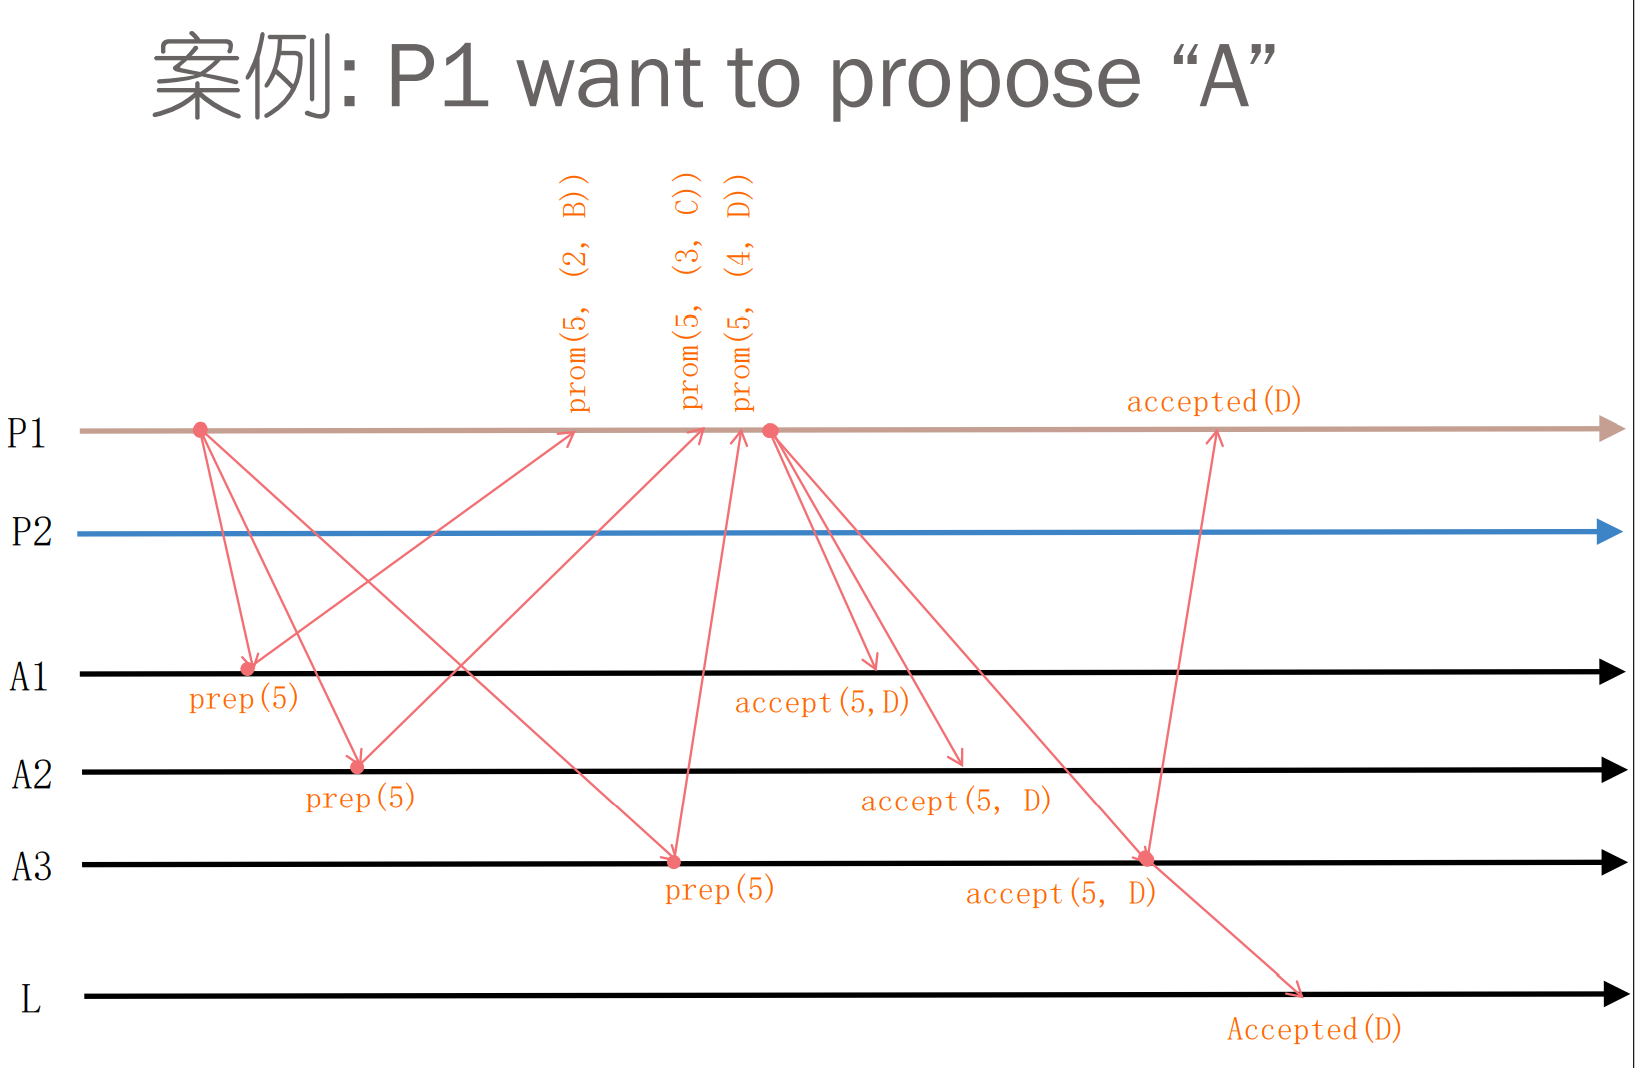 案例: P1 want to propose “A”
prom(5, (2, B))
prom(5, (3, C))
prom(5, (4, D))
accepted(D)
P1
P2
A1
prep(5)
accept(5,D)
A2
prep(5)
accept(5, D)
A3
prep(5)
accept(5, D)
L
Accepted(D)